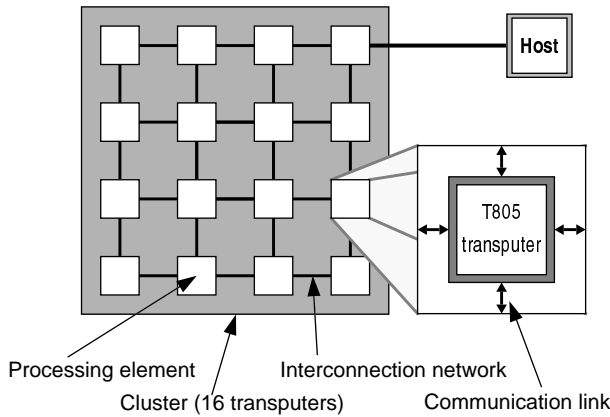 Host
T805
transputer
Processing element
Interconnection network
Cluster (16 transputers)
Communication link